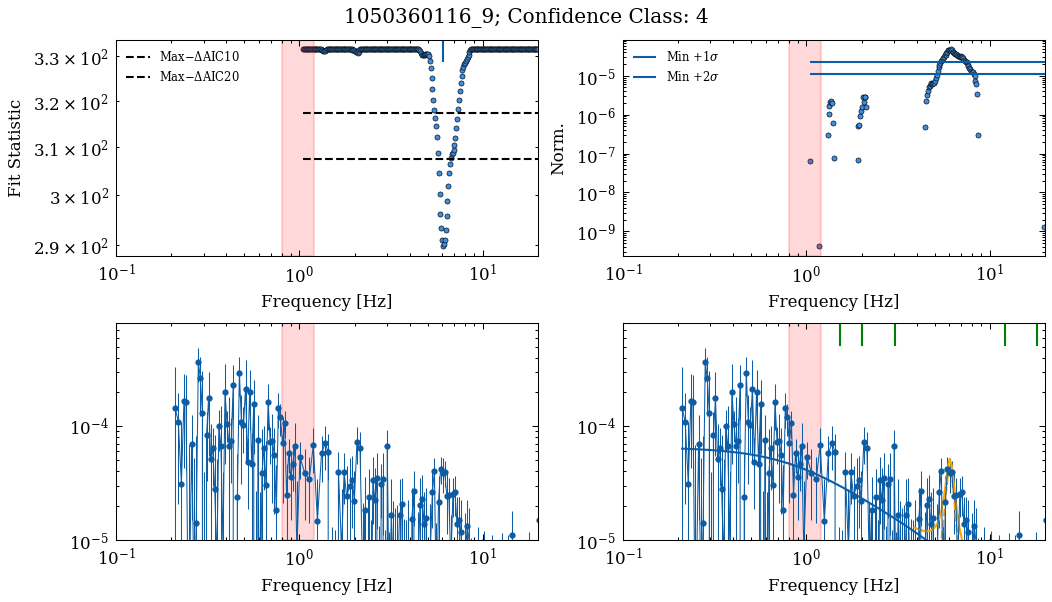 1050360116_9; Confidence Class: 4
Fit Statistic
3.3 × 10²
3.2 × 10²
3.1 × 10²
3 × 10²
2.9 × 10²
Max−ΔAIC10
Max−ΔAIC20
10⁻¹ 10⁰ 10¹
Frequency [Hz]
Norm.
10⁻⁵
10⁻⁶
10⁻⁷
10⁻⁸
10⁻⁹
Min +1σ
Min +2σ
10⁻¹ 10⁰ 10¹
Frequency [Hz]
10⁻⁴
10⁻⁵
10⁻¹ 10⁰ 10¹
Frequency [Hz]
10⁻⁴
10⁻⁵
10⁻¹ 10⁰ 10¹
Frequency [Hz]